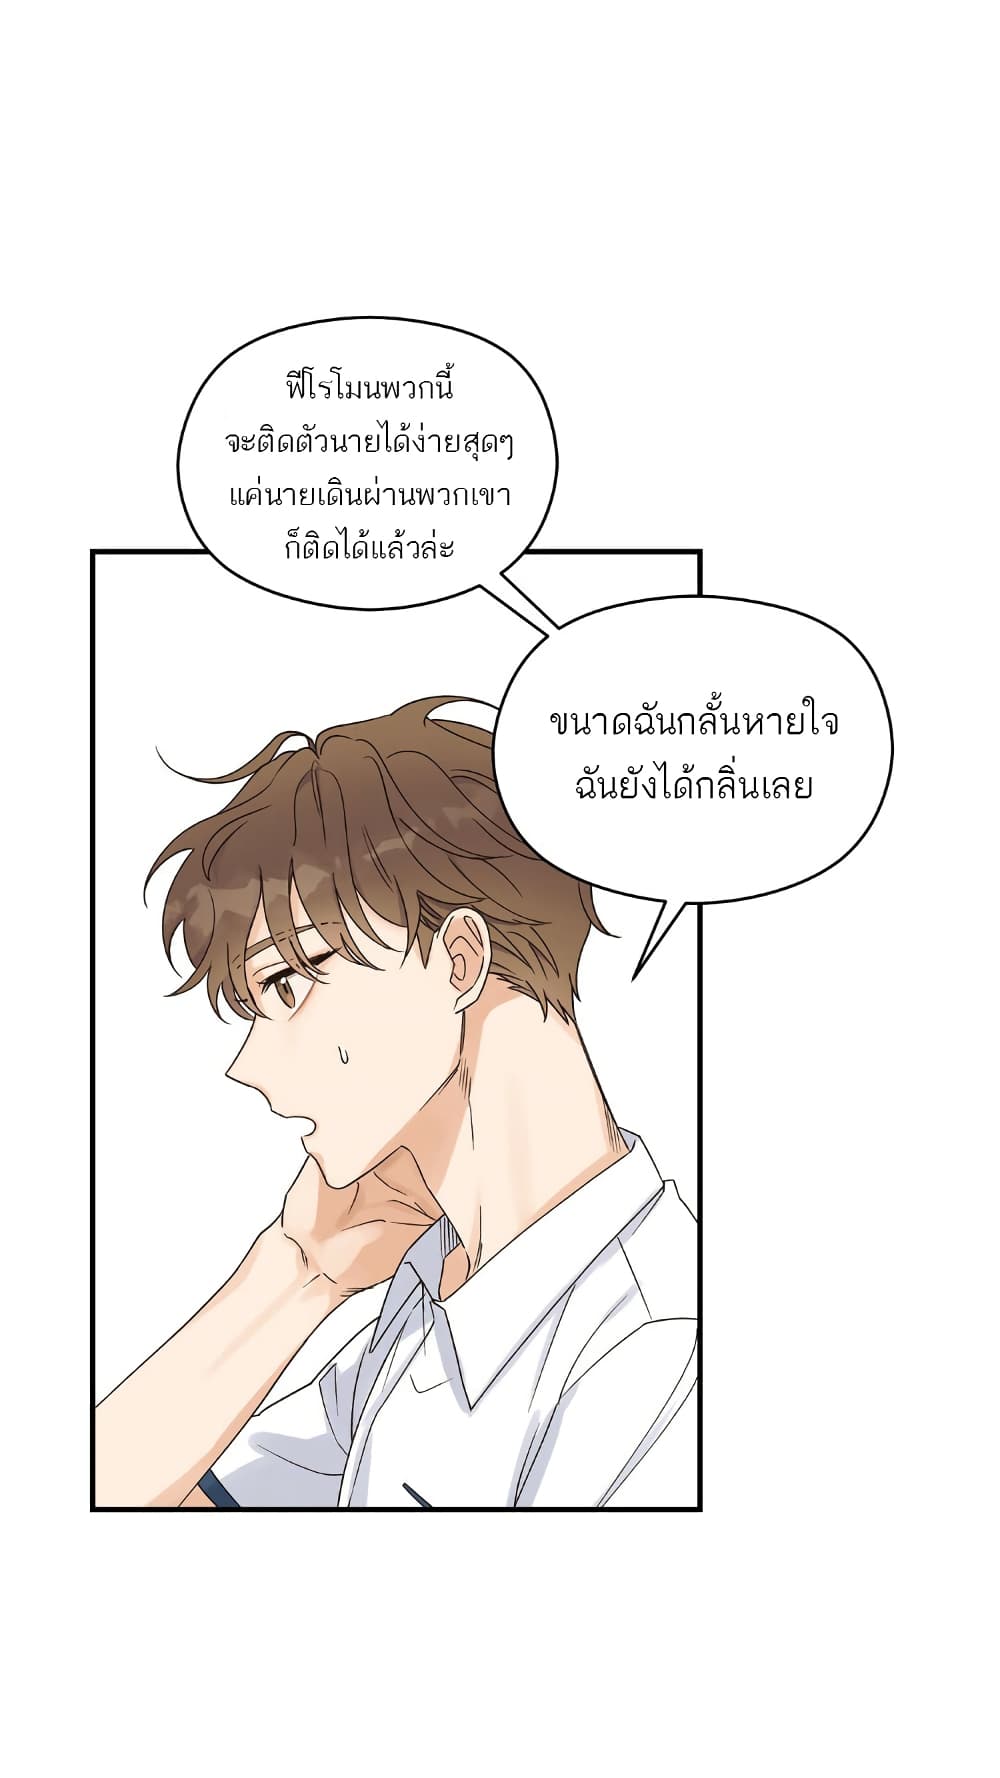 ฟีโรโมนพวกนี้
จะติดตัวนายได้ง่ายสุดๆ
แค่นายเดินผ่านพวกเขา
ก็ติดได้แล้วล่ะ
ขนาดฉันกลั้นหายใจ
ฉันยังได้กลิ่นเลย